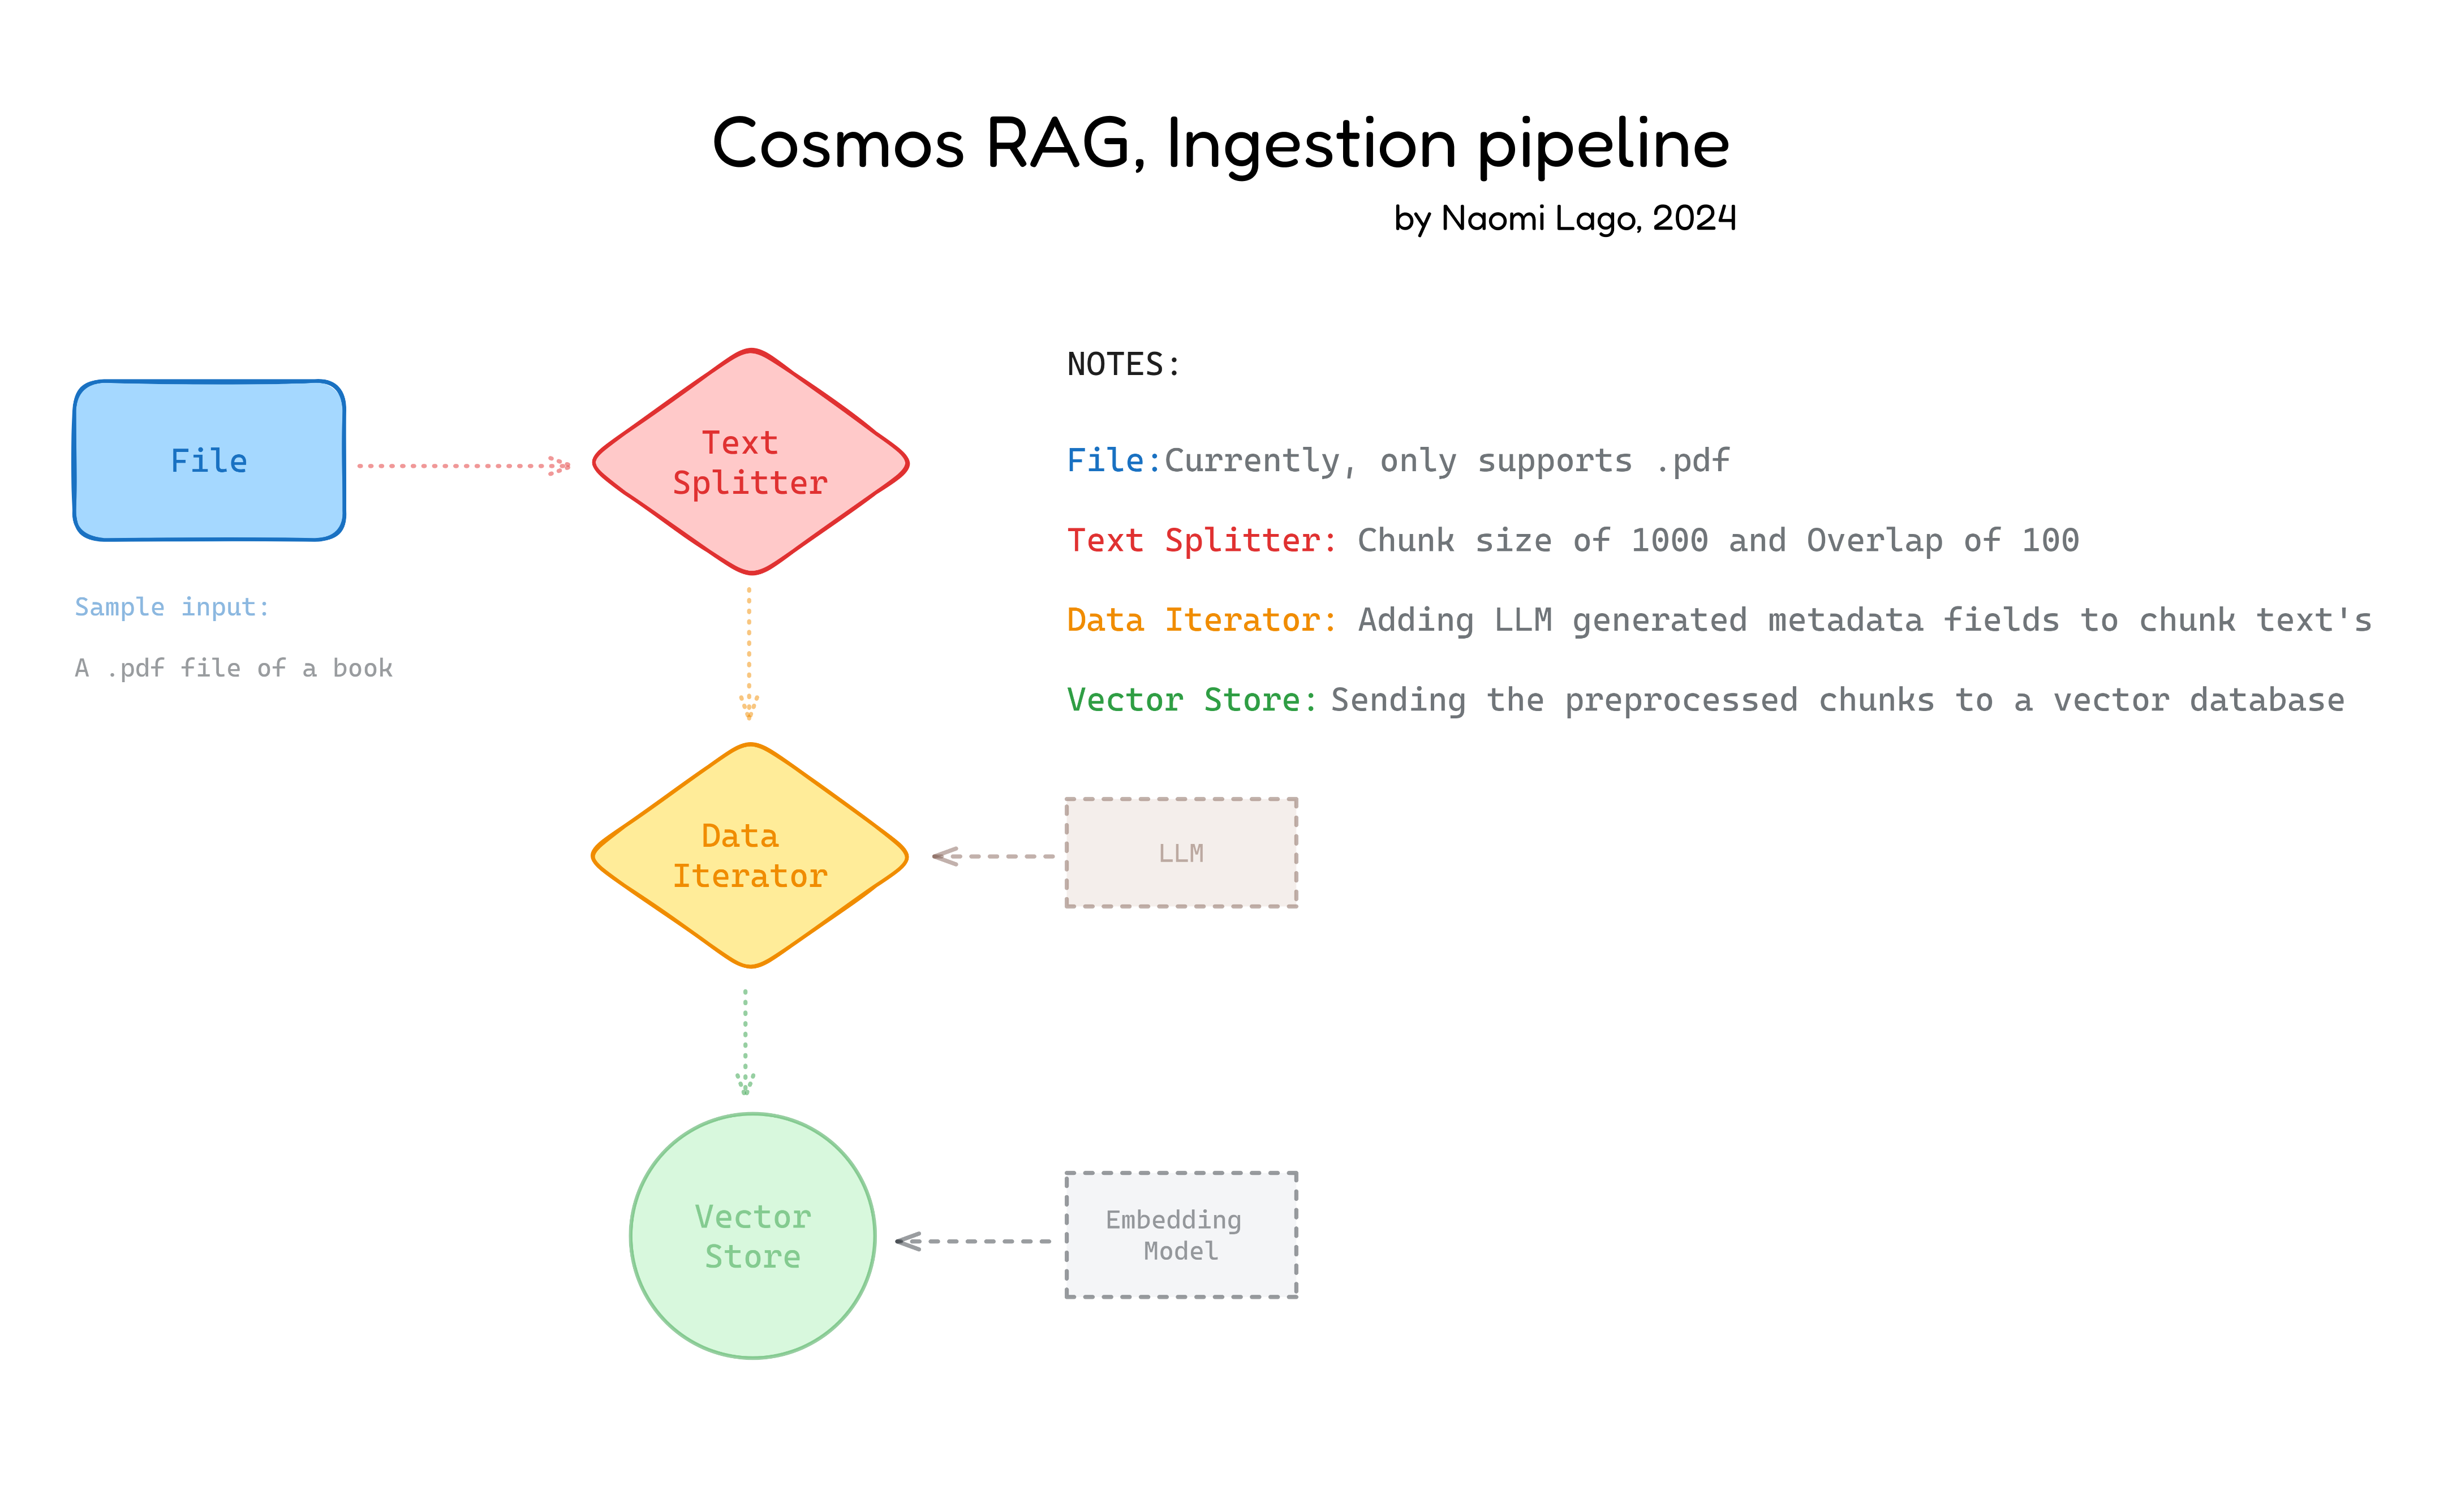 Cosmos RAG, Ingestion pipeline
by Naomi Lago, 2024
File
Sample input:
A .pdf file of a book
Text
Splitter
NOTES:
File:Currently, only supports .pdf
Text Splitter: Chunk size of 1000 and Overlap of 100
Data Iterator: Adding LLM generated metadata fields to chunk text's
Vector Store: Sending the preprocessed chunks to a vector database
Data
Iterator
LLM
Vector
Store
Embedding
Model